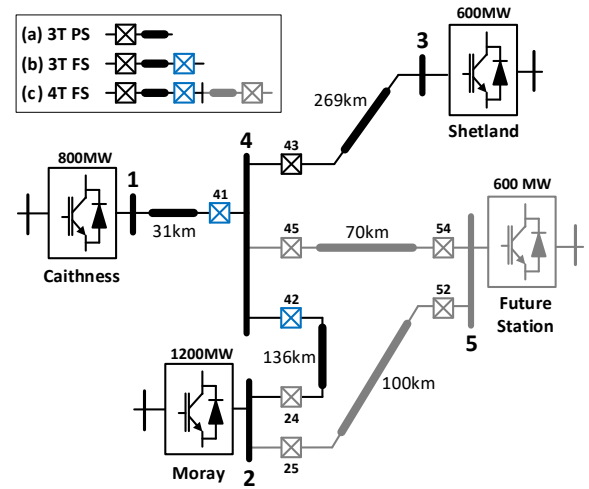 (a) 3T PS
(b) 3T FS
(c) 4T FS
600MW
3
269km
Shetland
4
43
800MW
1
41
31km
Caithness
45
70km
54
600 MW
Future
Station
42
52
5
136km
100km
1200MW
24
25
Moray
2